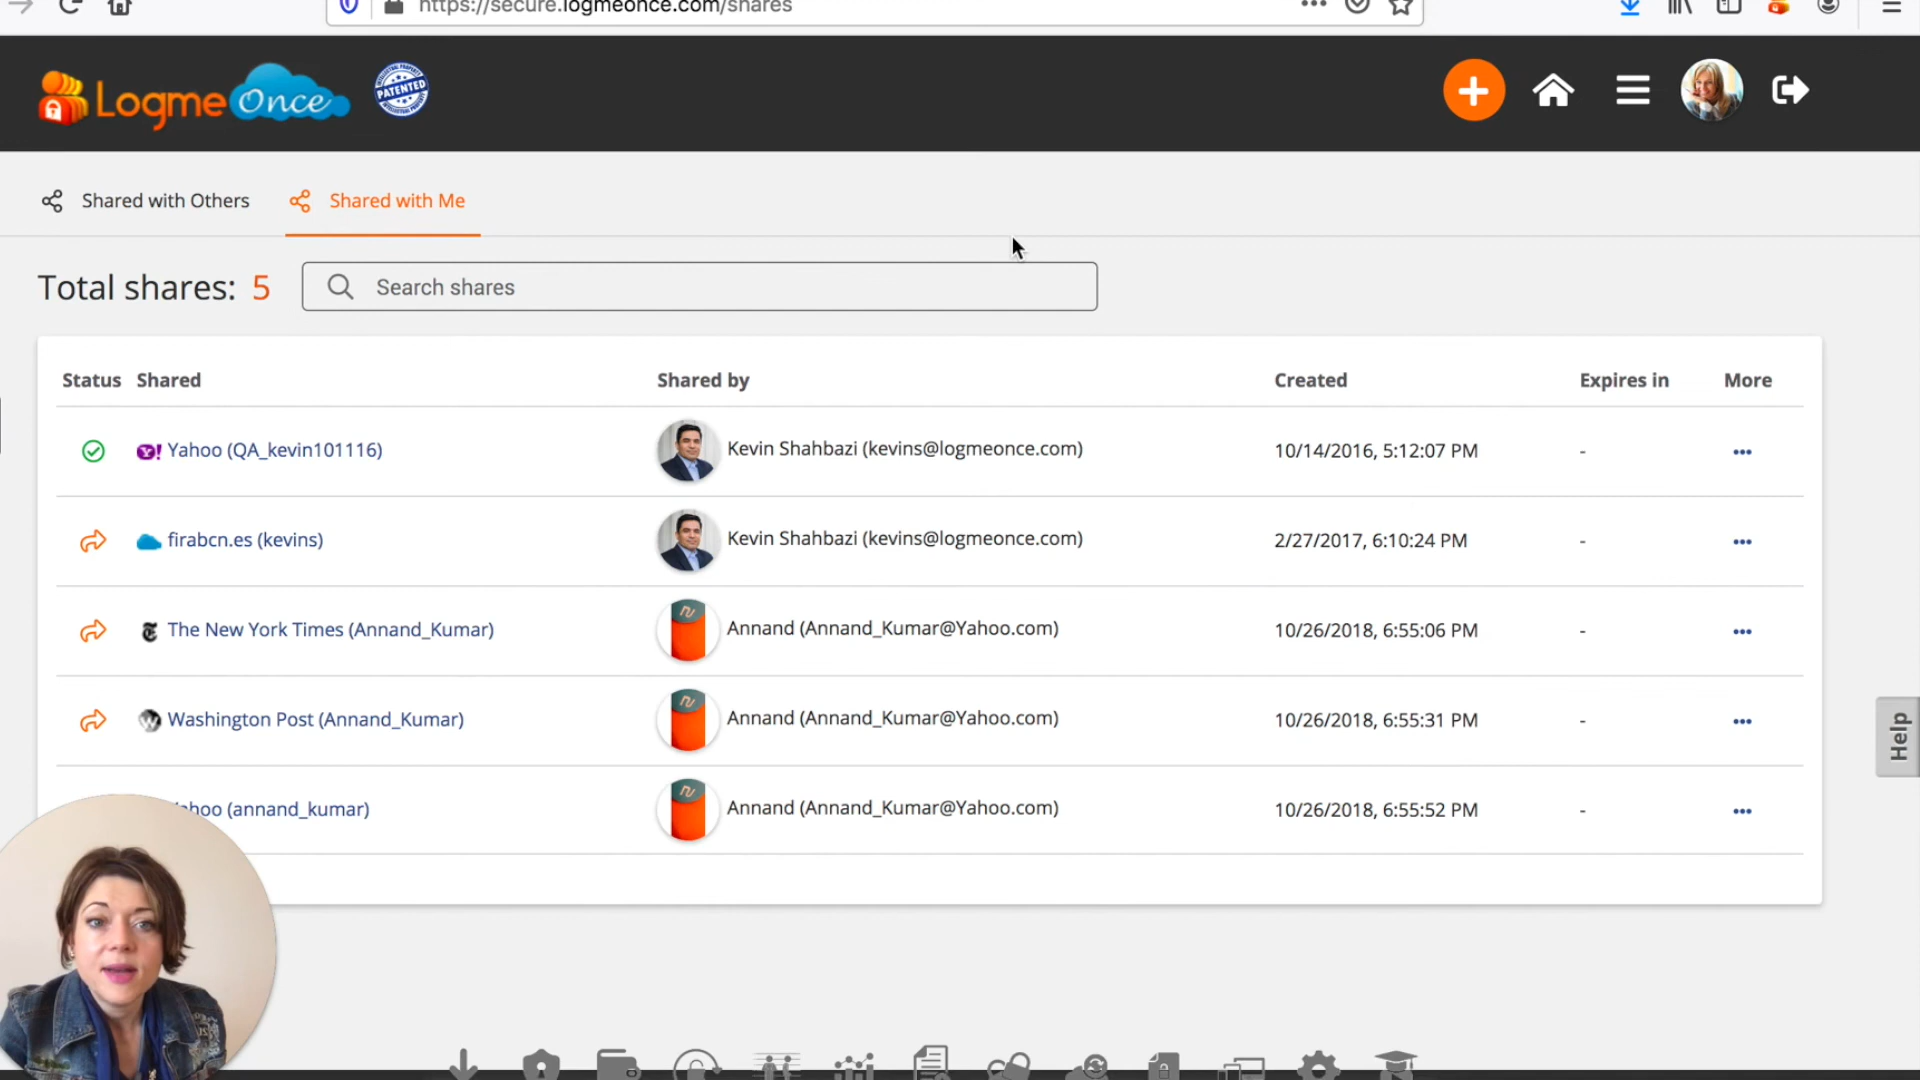 https://secure.logmeonce.com/shares
LogmeOnce
PATENTED
Shared with Others
Shared with Me
Total shares: 5
Search shares
Status Shared Shared by Created Expires in More
Yahoo (QA_kevin101116) Kevin Shahbazi (kevins@logmeonce.com) 10/14/2016, 5:12:07 PM - •••
firabcn.es (kevins) Kevin Shahbazi (kevins@logmeonce.com) 2/27/2017, 6:10:24 PM - •••
The New York Times (Annand_Kumar) Annand (Annand_Kumar@Yahoo.com) 10/26/2018, 6:55:06 PM - •••
Washington Post (Annand_Kumar) Annand (Annand_Kumar@Yahoo.com) 10/26/2018, 6:55:31 PM - •••
(annand_kumar) Annand (Annand_Kumar@Yahoo.com) 10/26/2018, 6:55:52 PM - •••
Help